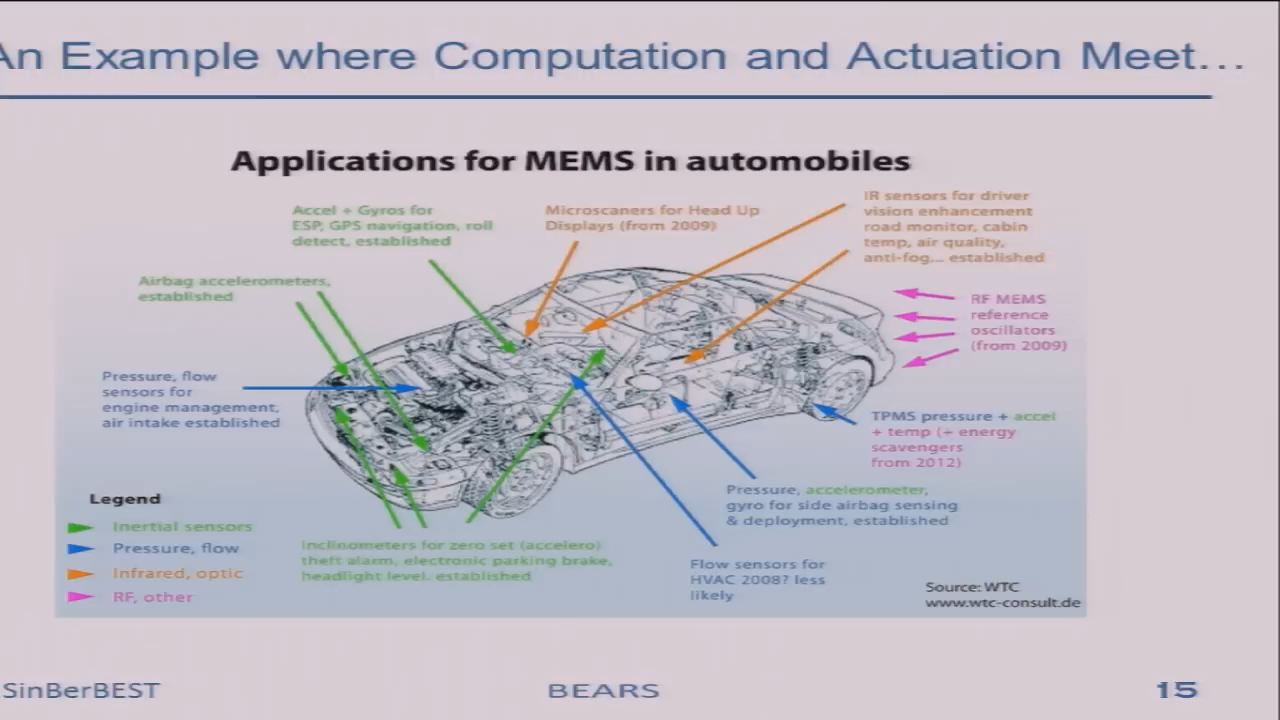 An Example where Computation and Actuation Meet…
Applications for MEMS in automobiles
Accel + Gyros for
ESP, GPS navigation, roll
detect, established
Microscaners for Head Up
Displays (from 2009)
IR sensors for driver
vision enhancement
road monitor, cabin
temp, air quality,
anti-fog... established
Airbag accelerometers,
established
RF MEMS
reference
oscillators
(from 2009)
Pressure, flow
sensors for
engine management,
air intake established
TPMS pressure + accel
+ temp (+ energy
scavengers
from 2012)
Pressure, accelerometer,
gyro for side airbag sensing
& deployment, established
Legend
Inertial sensors
Pressure, flow
Infrared, optic
RF, other
Inclinometers for zero set (accelero)
theft alarm, electronic parking brake,
headlight level. established
Flow sensors for
HVAC 2008? less
likely
Source: WTC
www.wtc-consult.de
SinBerBEST
BEARS
15